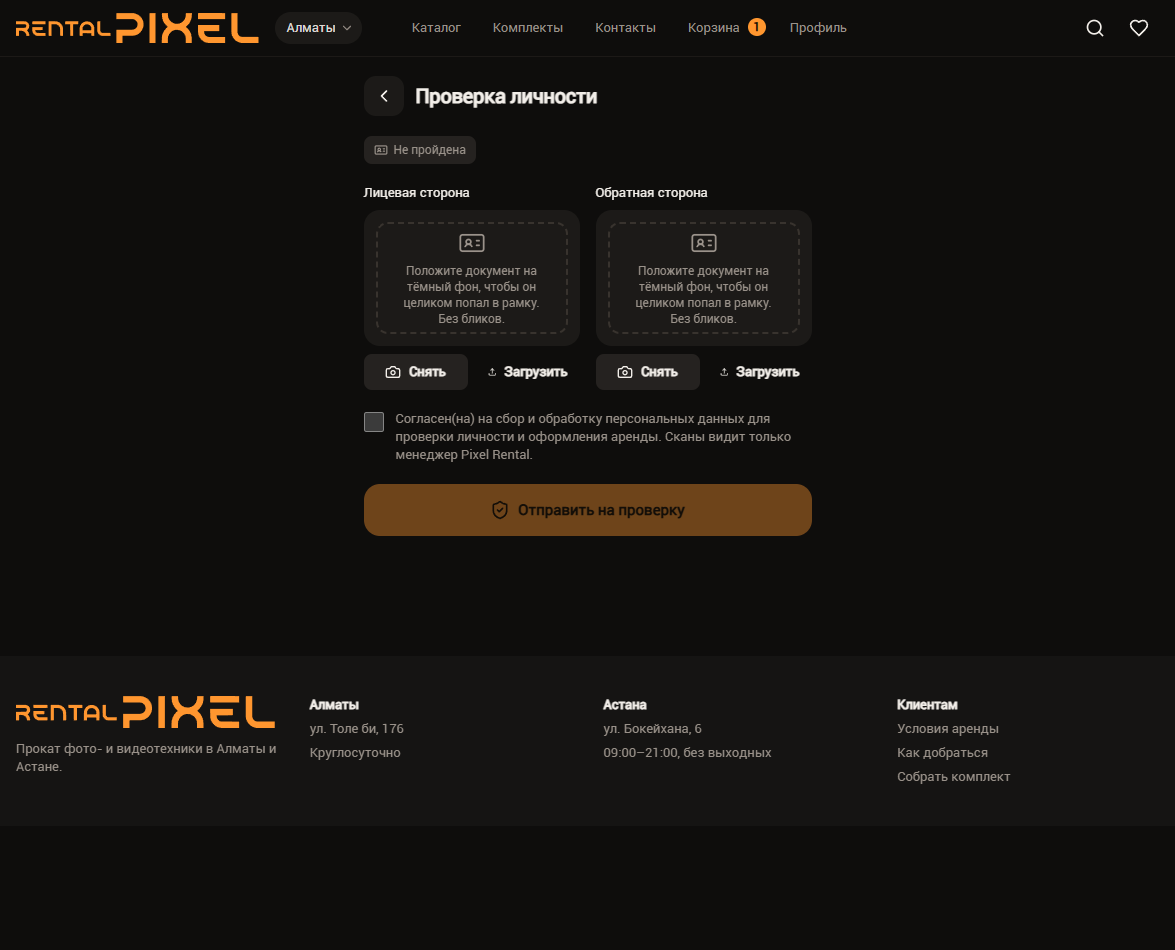 RENTAL PIXEL
Алматы
Каталог
Комплекты
Контакты
Корзина 1
Профиль
Проверка личности
Не пройдена
Лицевая сторона
Положите документ на
тёмный фон, чтобы он
целиком попал в рамку.
Без бликов.
Снять
Загрузить
Обратная сторона
Положите документ на
тёмный фон, чтобы он
целиком попал в рамку.
Без бликов.
Снять
Загрузить
Согласен(на) на сбор и обработку персональных данных для
проверки личности и оформления аренды. Сканы видит только
менеджер Pixel Rental.
Отправить на проверку
RENTAL PIXEL
Прокат фото- и видеотехники в Алматы и
Астане.
Алматы
ул. Толе би, 176
Круглосуточно
Астана
ул. Бокейхана, 6
09:00–21:00, без выходных
Клиентам
Условия аренды
Как добраться
Собрать комплект